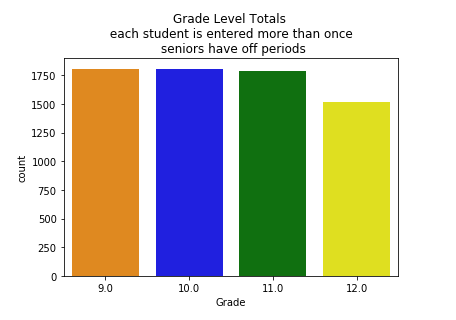 Grade Level Totals
each student is entered more than once
seniors have off periods
1750
1500
1250
1000
750
500
250
0
count
9.0 10.0 11.0 12.0
Grade